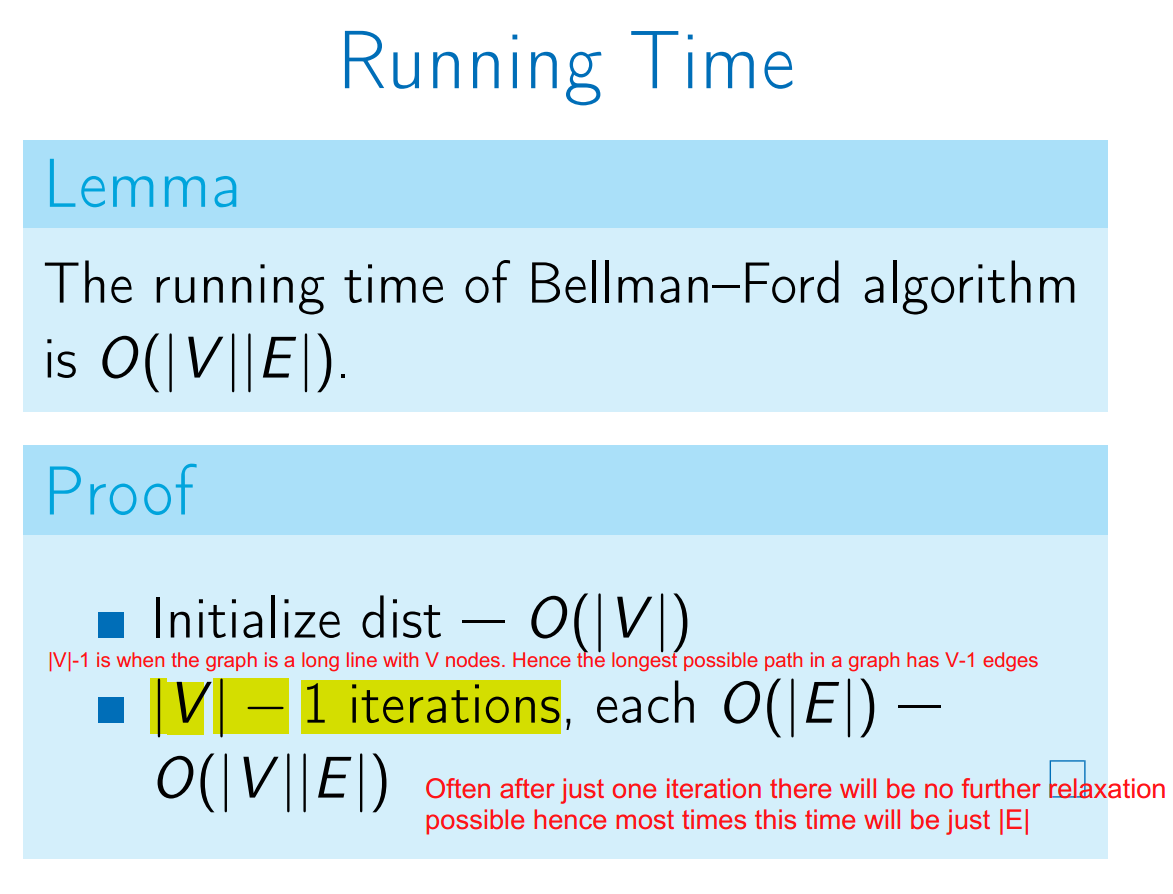 Running Time
Lemma
The running time of Bellman–Ford algorithm
is O(|V||E|).
Proof
■ Initialize dist — O(|V|)
|V|-1 is when the graph is a long line with V nodes. Hence the longest possible path in a graph has V-1 edges
■ |V| − 1 iterations, each O(|E|) —
O(|V||E|)
Often after just one iteration there will be no further relaxation
possible hence most times this time will be just |E|